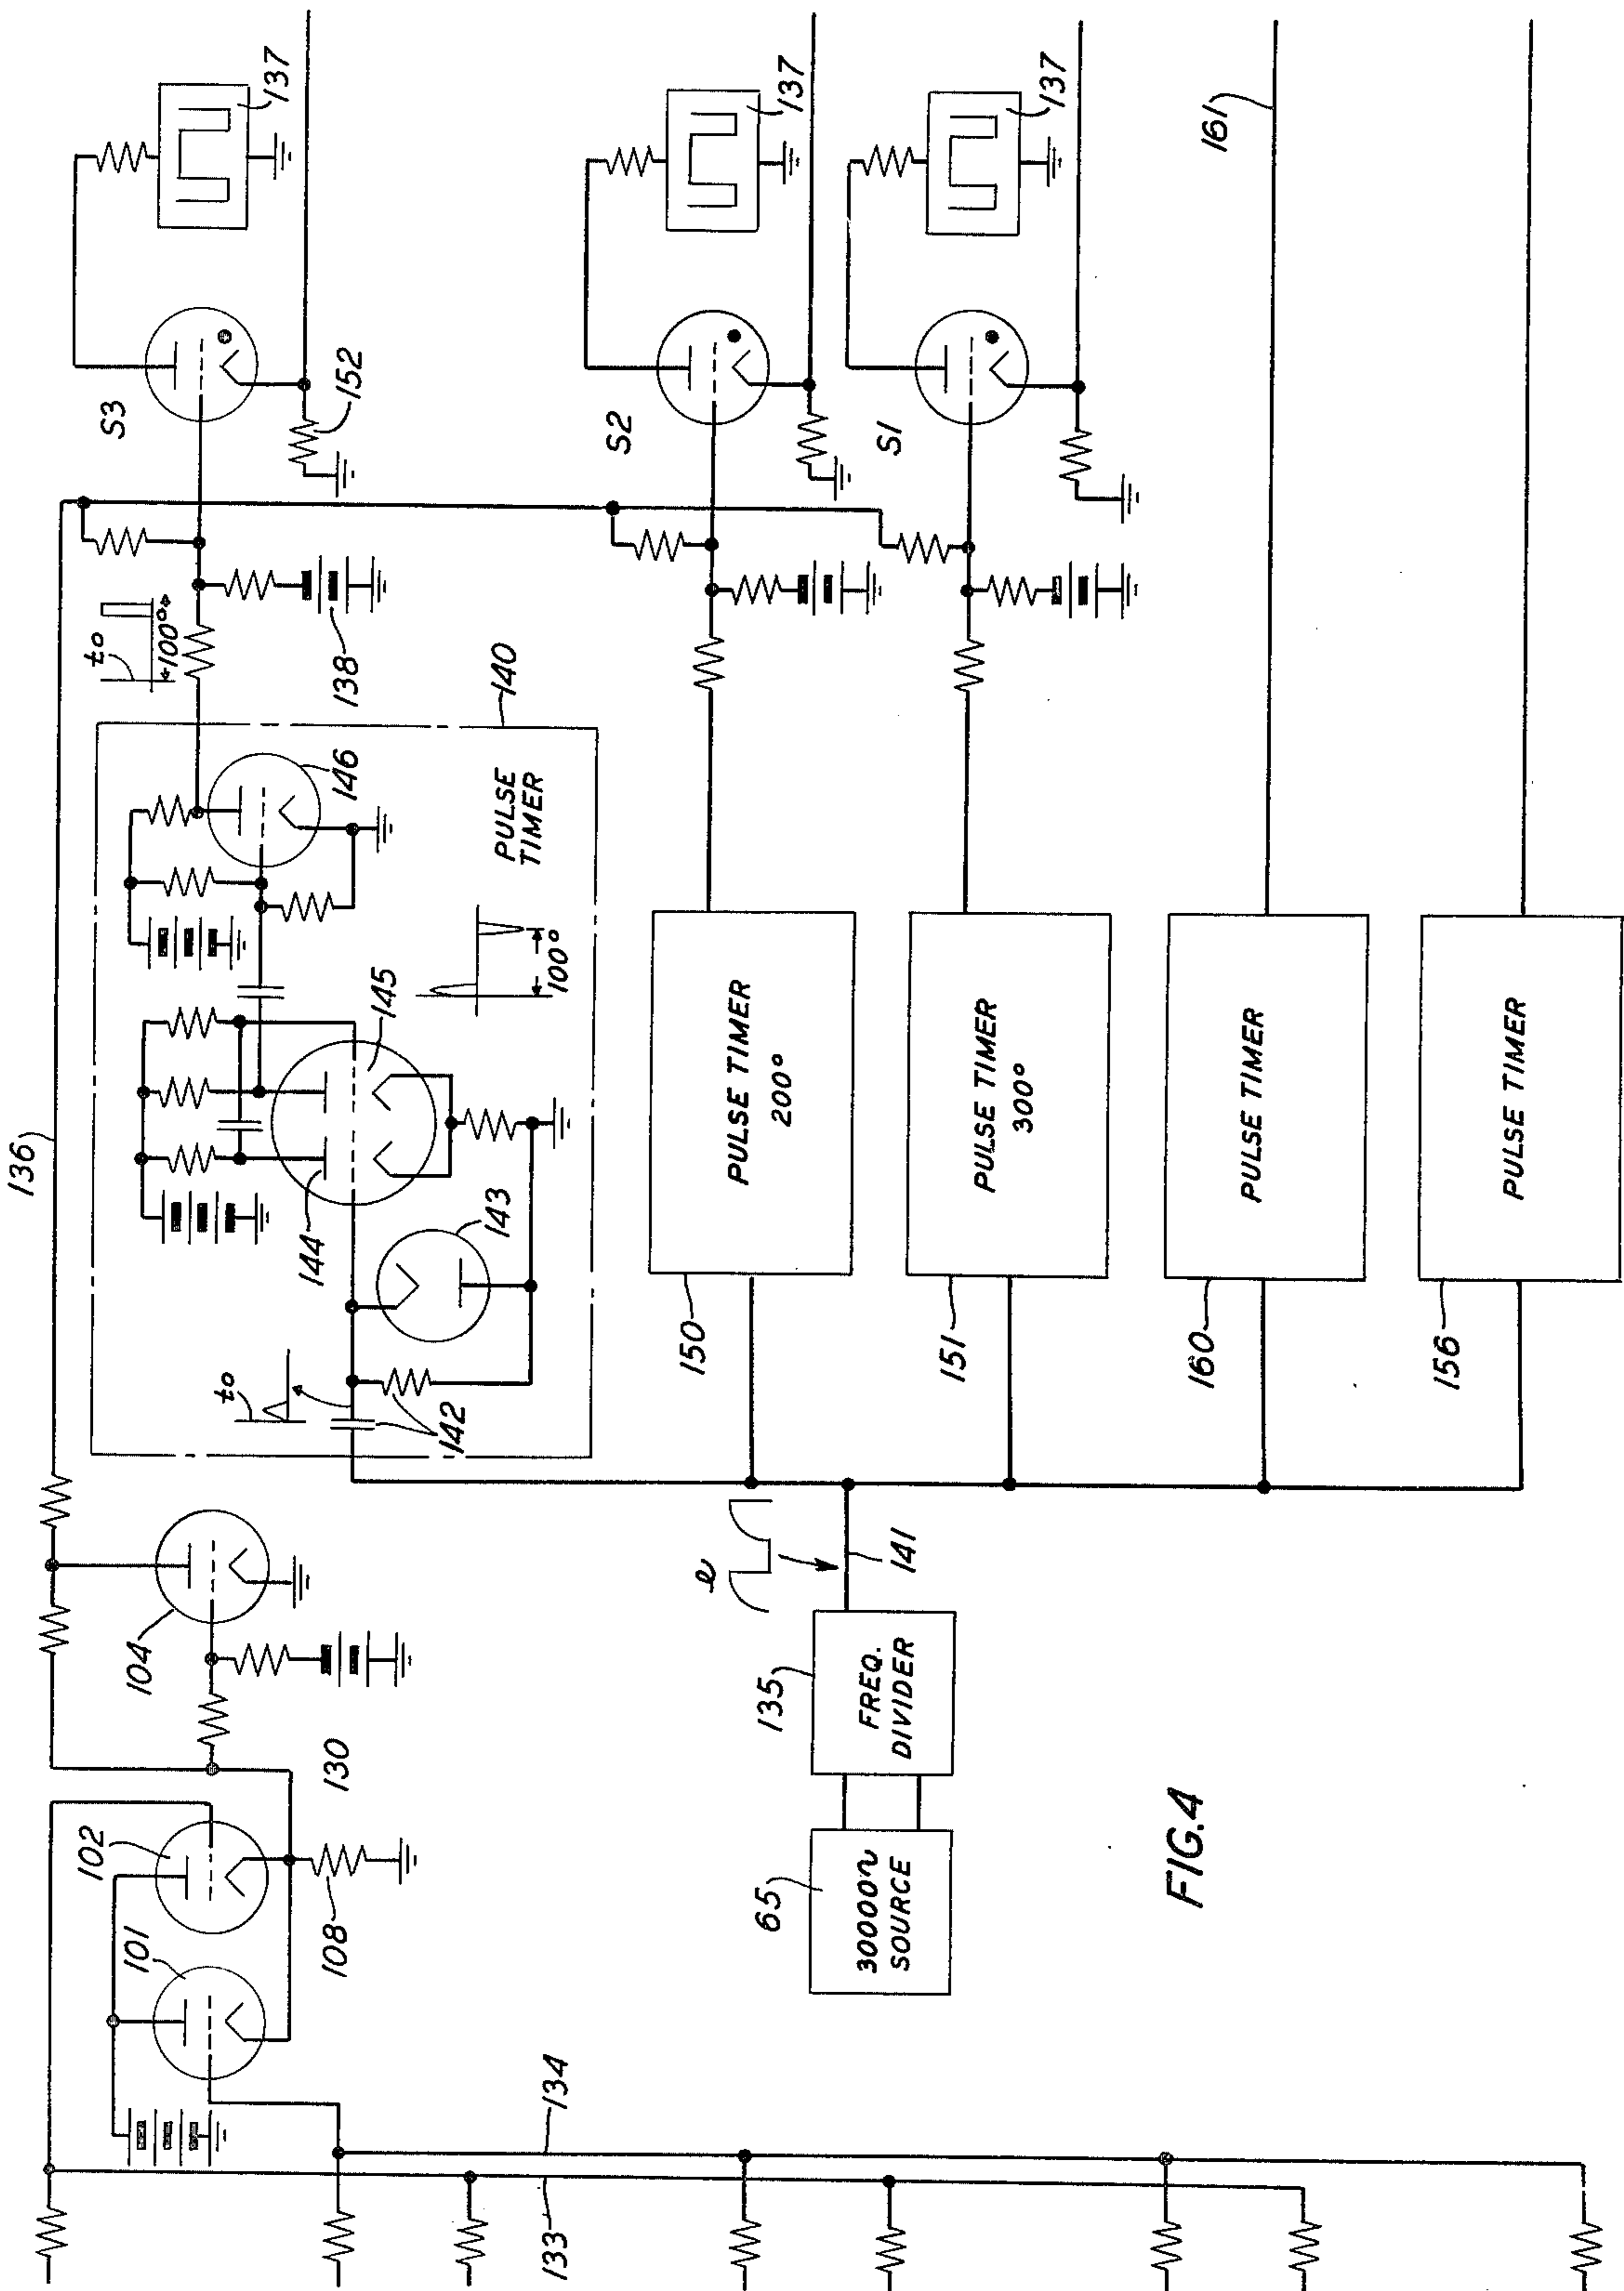 136
137
S3
152
to
100°
138
140
146
PULSE
TIMER
145
100°
144
143
to
142
104
130
102
101
108
134
133
137
S2
137
S1
161
PULSE TIMER
200°
150
PULSE TIMER
300°
151
PULSE TIMER
160
PULSE TIMER
156
e
141
135
FREQ.
DIVIDER
65
30000~
SOURCE
FIG.4